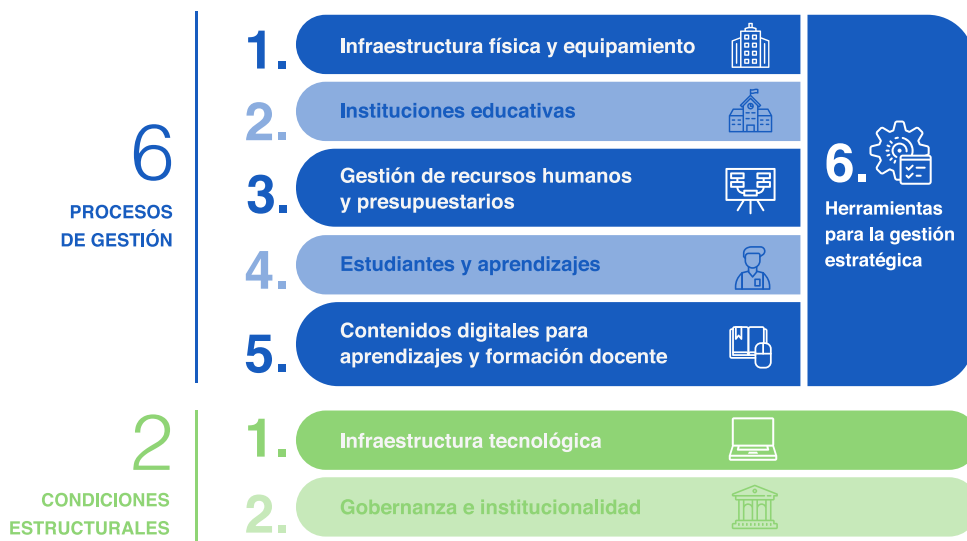 6
PROCESOS
DE GESTIÓN
1.
Infraestructura física y equipamiento
2.
Instituciones educativas
3.
Gestión de recursos humanos
y presupuestarios
4.
Estudiantes y aprendizajes
5.
Contenidos digitales para
aprendizajes y formación docente
6.
Herramientas
para la gestión
estratégica
2
CONDICIONES
ESTRUCTURALES
1.
Infraestructura tecnológica
2.
Gobernanza e institucionalidad